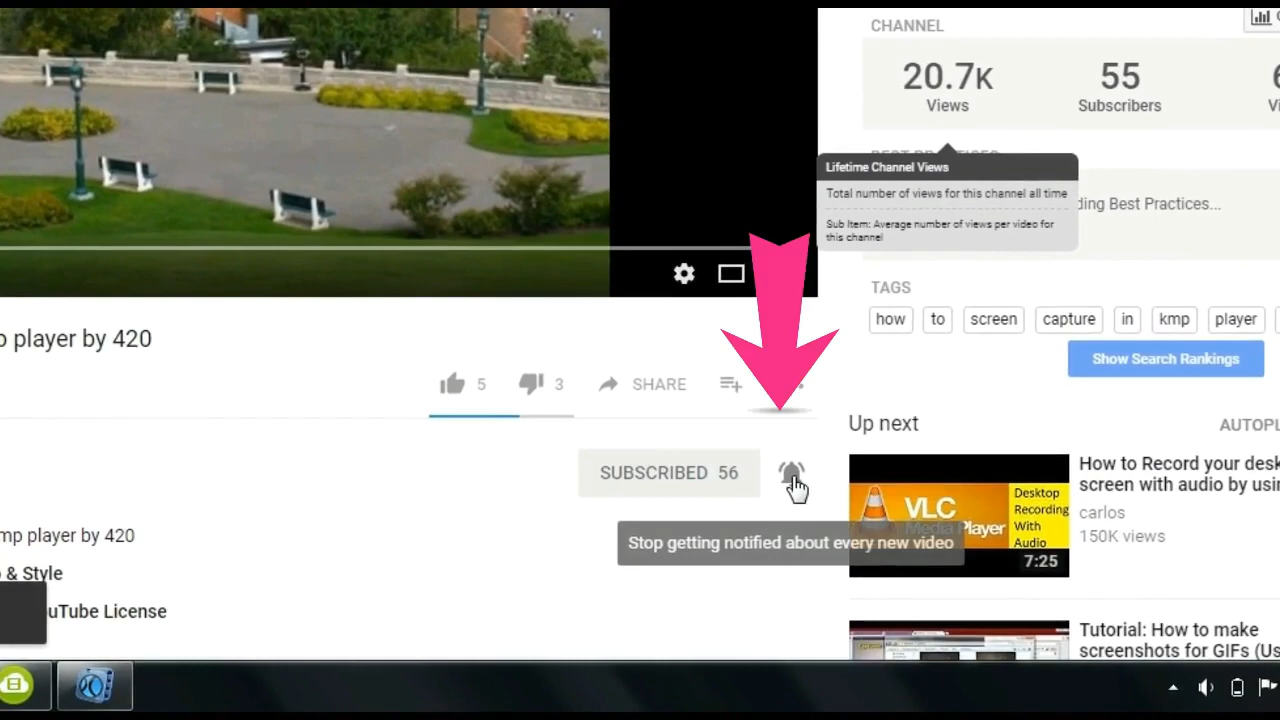 CHANNEL
20.7K
55
Views
Subscribers
Lifetime Channel Views
Total number of views for this channel all time
Sub Item: Average number of views per video for
this channel
ding Best Practices...
TAGS
how
to
screen
capture
in
kmp
player
Show Search Rankings
player by 420
5
3
SHARE
Up next
AUTOPL
SUBSCRIBED 56
Stop getting notified about every new video
mp player by 420
& Style
uTube License
VLC
Media Player
Desktop
Recording
With
Audio
7:25
How to Record your desk
screen with audio by usin
carlos
150K views
Tutorial: How to make
screenshots for GIFs (Us